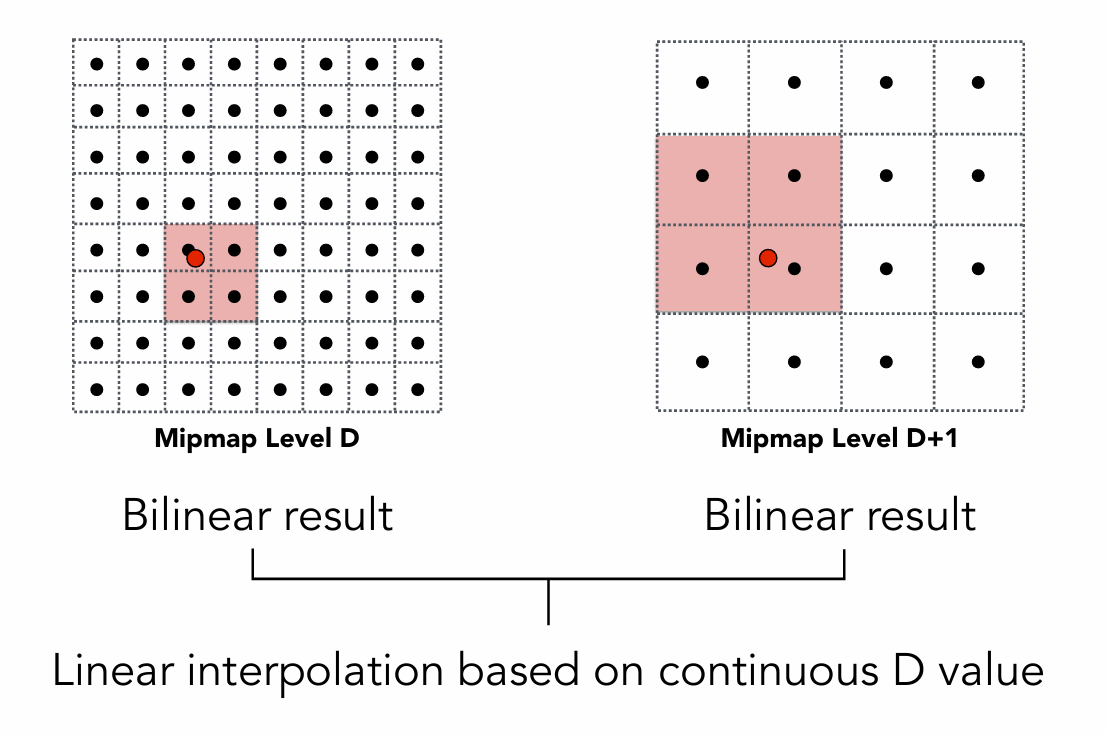 Mipmap Level D
Mipmap Level D+1
Bilinear result
Bilinear result
Linear interpolation based on continuous D value